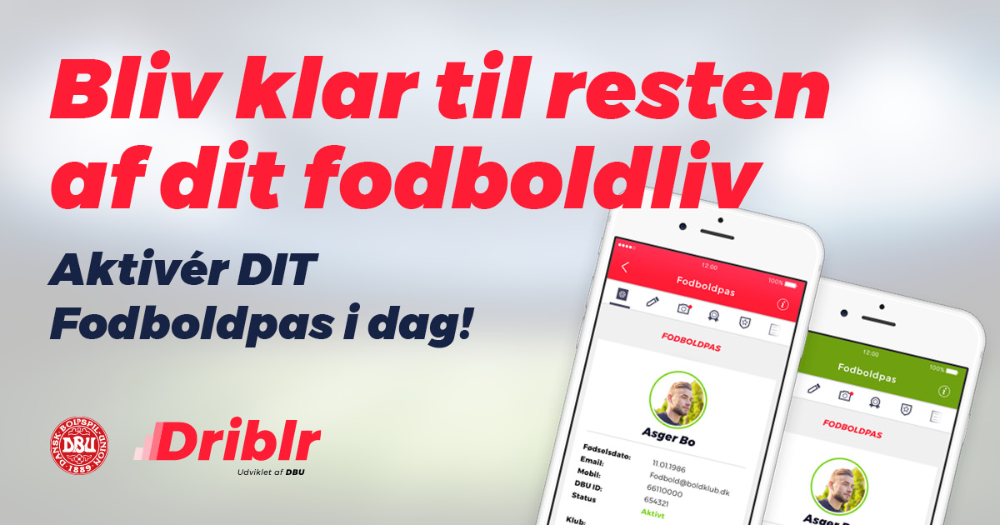 Bliv klar til resten
af dit fodboldliv
Aktivér DIT
Fodboldpas i dag!
DANSK BOLDSPIL-UNION
DBU
1889
Driblr
Udviklet af DBU
12:00
100%
Fodboldpas
FODBOLDPAS
Asger Bo
Fødselsdato: 11.01.1986
Email: Fodbold@boldklub.dk
Mobil: 66110000
DBU ID: 654321
Status Aktivt
Klub:
12:00
100%
Fodboldpas
FODBOLDPAS
Asger